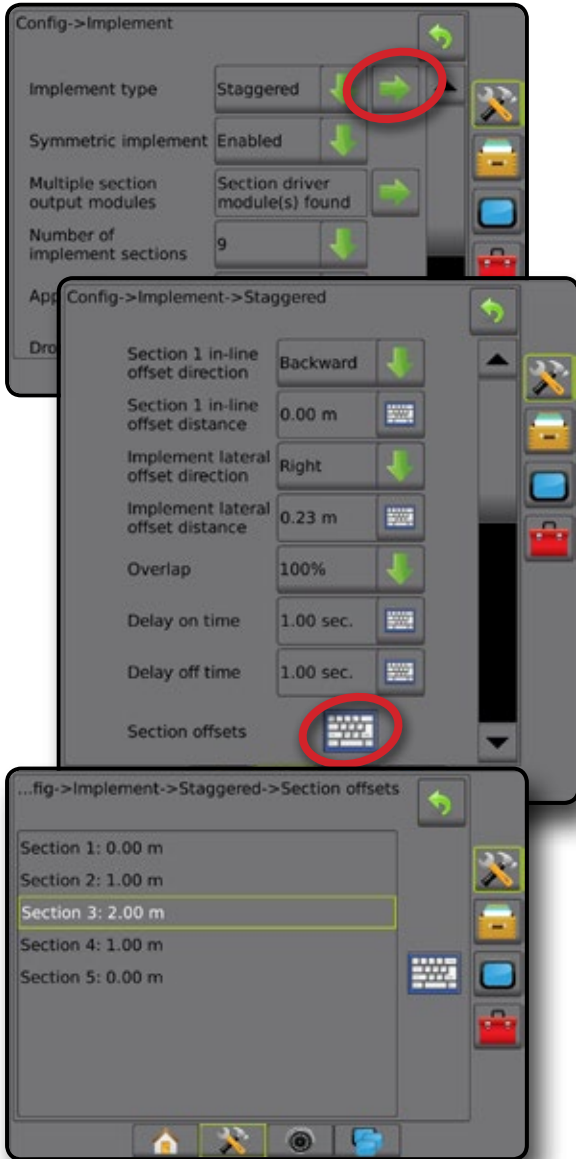 Config->Implement
Implement type Staggered
Symmetric implement Enabled
Multiple section Section driver
output modules module(s) found
Number of
implement sections 9
App
Dro
Config->Implement->Staggered
Section 1 in-line
offset direction Backward
Section 1 in-line
offset distance 0.00 m
Implement lateral
offset direction Right
Implement lateral
offset distance 0.23 m
Overlap 100%
Delay on time 1.00 sec.
Delay off time 1.00 sec.
Section offsets
...fig->Implement->Staggered->Section offsets
Section 1: 0.00 m
Section 2: 1.00 m
Section 3: 2.00 m
Section 4: 1.00 m
Section 5: 0.00 m